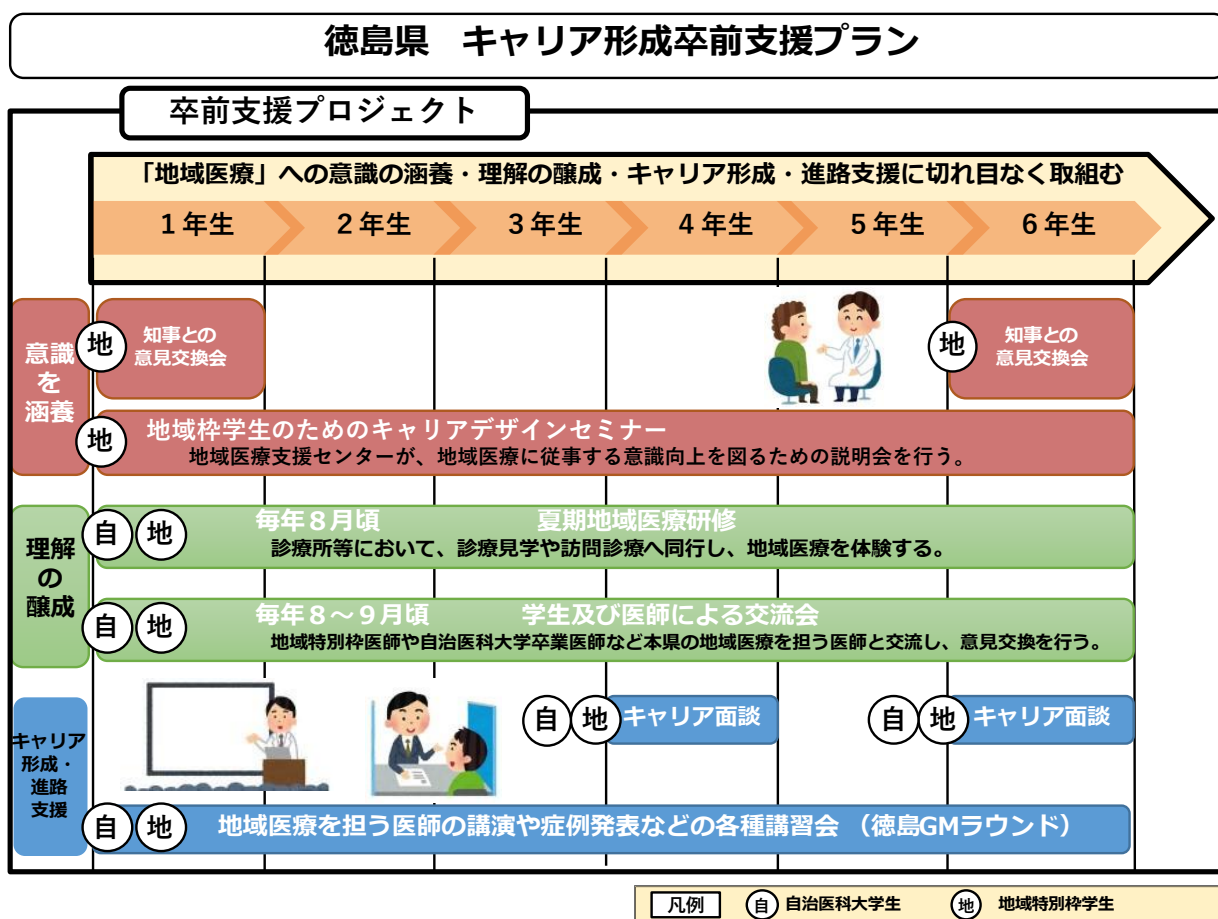 徳島県　キャリア形成卒前支援プラン
卒前支援プロジェクト
「地域医療」への意識の涵養・理解の醸成・キャリア形成・進路支援に切れ目なく取組む
1年生 2年生 3年生 4年生 5年生 6年生
意識
を
涵養
地
知事との
意見交換会
地
知事との
意見交換会
地
地域枠学生のためのキャリアデザインセミナー
地域医療支援センターが、地域医療に従事する意識向上を図るための説明会を行う。
理解
の
醸成
自 地
毎年８月頃　夏期地域医療研修
診療所等において、診療見学や訪問診療へ同行し、地域医療を体験する。
自 地
毎年８～９月頃　学生及び医師による交流会
地域特別枠医師や自治医科大学卒業医師など本県の地域医療を担う医師と交流し、意見交換を行う。
キャリア
形成・
進路
支援
自 地 キャリア面談
自 地 キャリア面談
自 地 地域医療を担う医師の講演や症例発表などの各種講習会 （徳島GMラウンド）
凡例 自 自治医科大学生 地 地域特別枠学生